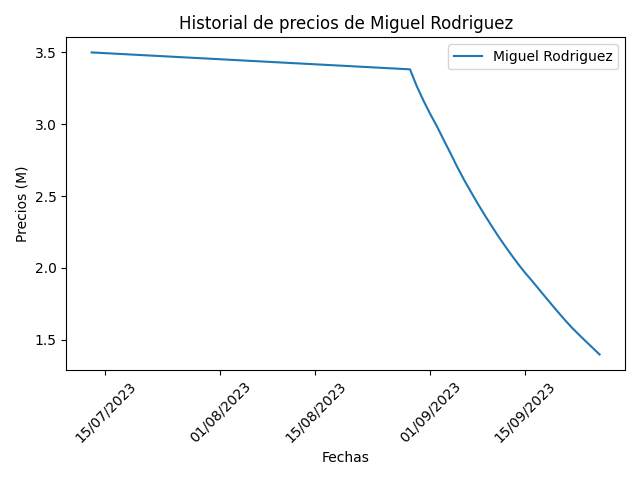 Historial de precios de Miguel Rodriguez
Miguel Rodriguez
Precios (M)
3.5
3.0
2.5
2.0
1.5
15/07/2023
01/08/2023
15/08/2023
01/09/2023
15/09/2023
Fechas